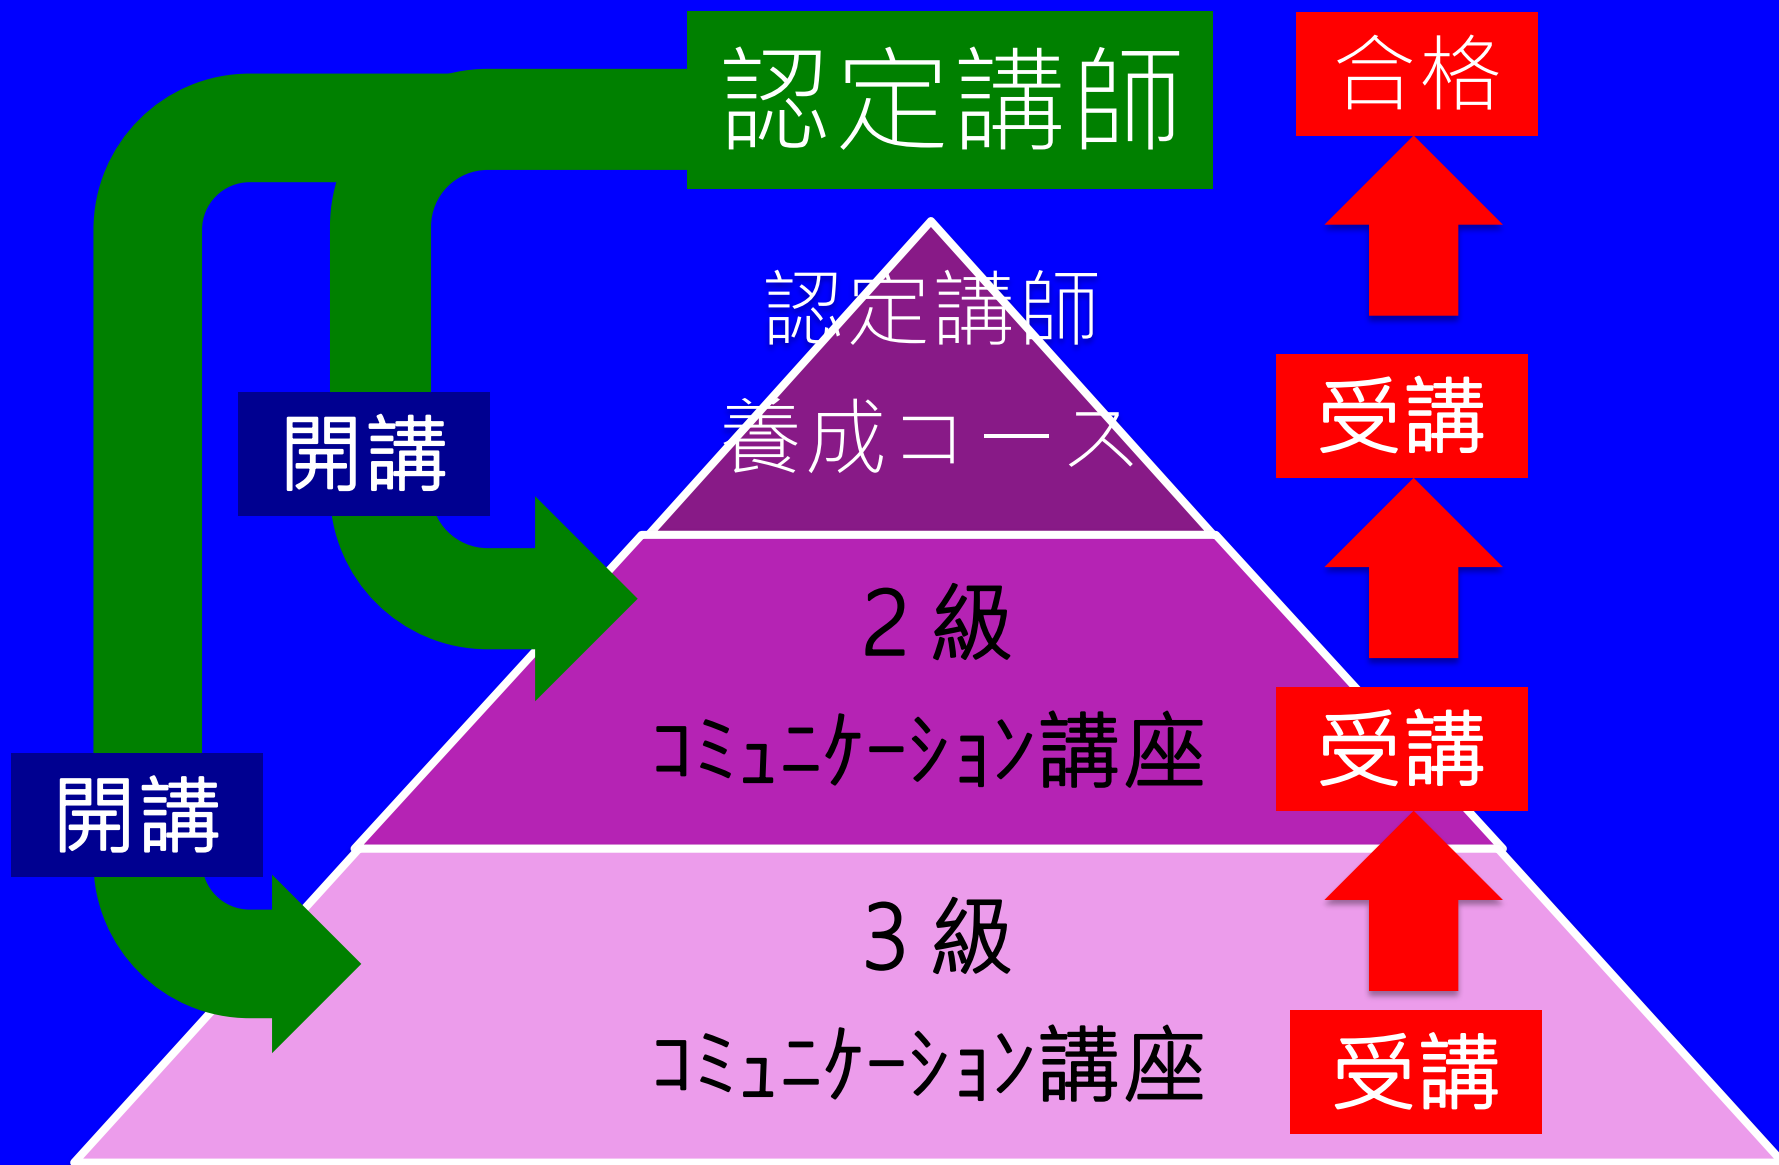 認定講師
合格
認定講師
養成コース
受講
開講
２級
ｺﾐｭﾆｹｰｼｮﾝ講座
受講
開講
３級
ｺﾐｭﾆｹｰｼｮﾝ講座
受講